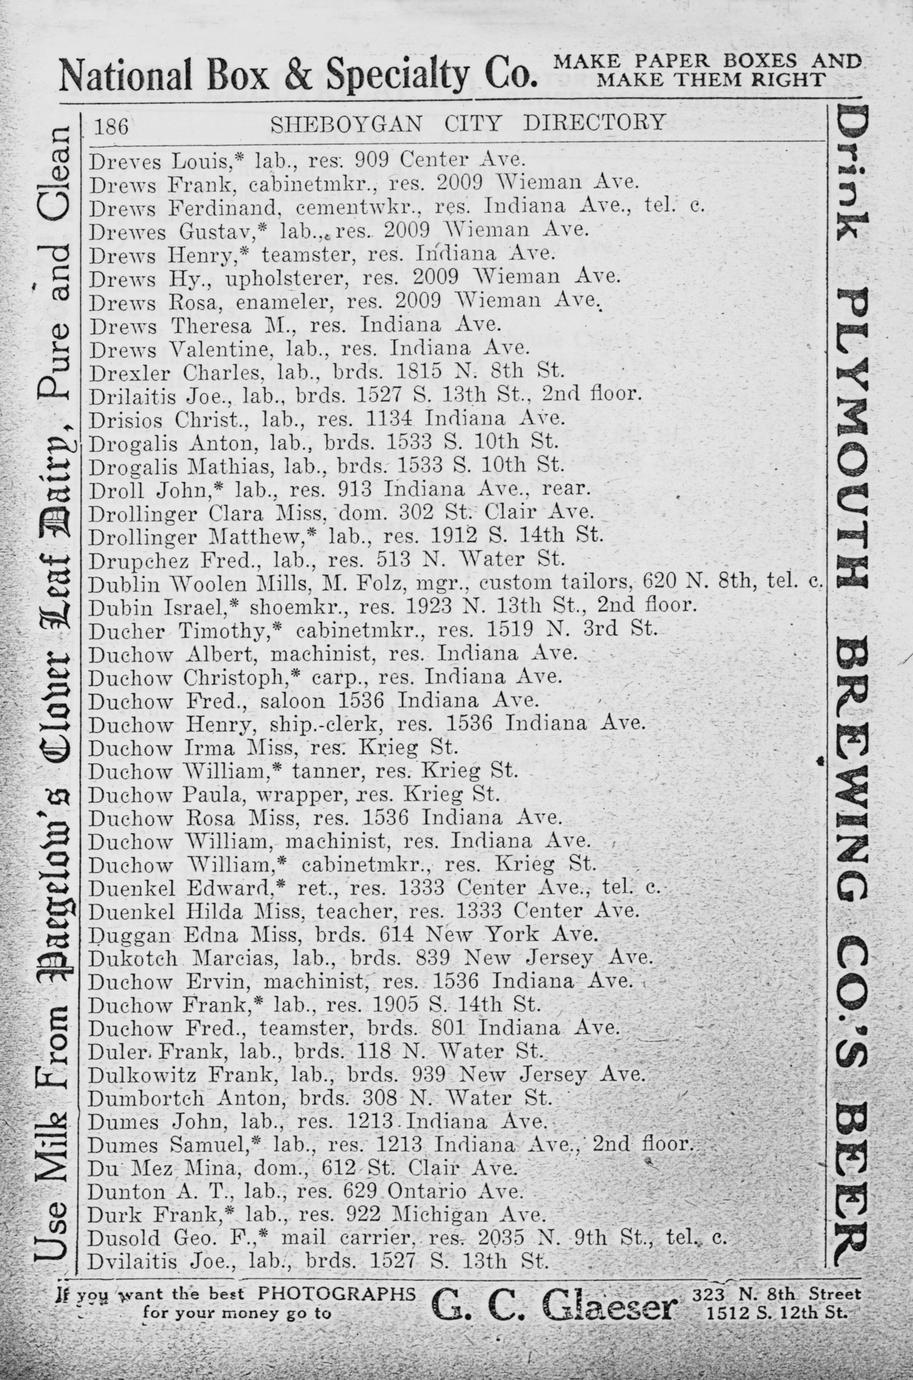 National Box & Specialty Co. MAKE PAPER BOXES AND MAKE THEM RIGHT
186 SHEBOYGAN CITY DIRECTORY
Dreves Louis,* lab., res. 909 Center Ave.
Drews Frank, cabinetmkr., res. 2009 Wieman Ave.
Drews Ferdinand, cementwkr., res. Indiana Ave., tel. c.
Drewes Gustav,* lab., res. 2009 Wieman Ave.
Drews Henry,* teamster, res. Indiana Ave.
Drews Hy., upholsterer, res. 2009 Wieman Ave.
Drews Rosa, enameler, res. 2009 Wieman Ave.
Drews Theresa M., res. Indiana Ave.
Drews Valentine, lab., res. Indiana Ave.
Drexler Charles, lab., brds. 1815 N. 8th St.
Drilaitis Joe., lab., brds. 1527 S. 13th St., 2nd floor.
Drisios Christ., lab., res. 1134 Indiana Ave.
Drogalis Anton, lab., brds. 1533 S. 10th St.
Drogalis Mathias, lab., brds. 1533 S. 10th St.
Droll John,* lab., res. 913 Indiana Ave., rear.
Drollinger Clara Miss, dom. 302 St. Clair Ave.
Drollinger Matthew,* lab., res. 1912 S. 14th St.
Drupchez Fred., lab., res. 513 N. Water St.
Dublin Woolen Mills, M. Folz, mgr., custom tailors, 620 N. 8th, tel. c.
Dubin Israel,* shoemkr., res. 1923 N. 13th St., 2nd floor.
Ducher Timothy,* cabinetmkr., res. 1519 N. 3rd St.
Duchow Albert, machinist, res. Indiana Ave.
Duchow Christoph,* carp., res. Indiana Ave.
Duchow Fred., saloon 1536 Indiana Ave.
Duchow Henry, ship.-clerk, res. 1536 Indiana Ave.
Duchow Irma Miss, res. Krieg St.
Duchow William,* tanner, res. Krieg St.
Duchow Paula, wrapper, res. Krieg St.
Duchow Rosa Miss, res. 1536 Indiana Ave.
Duchow William, machinist, res. Indiana Ave.
Duchow William,* cabinetmkr., res. Krieg St.
Duenkel Edward,* ret., res. 1333 Center Ave., tel. c.
Duenkel Hilda Miss, teacher, res. 1333 Center Ave.
Duggan Edna Miss, brds. 614 New York Ave.
Dukotch Marcias, lab., brds. 839 New Jersey Ave.
Duchow Ervin, machinist, res. 1536 Indiana Ave.
Duchow Frank,* lab., res. 1905 S. 14th St.
Duchow Fred., teamster, brds. 801 Indiana Ave.
Duler Frank, lab., brds. 118 N. Water St.
Dulkowitz Frank, lab., brds. 939 New Jersey Ave.
Dumbortch Anton, brds. 308 N. Water St.
Dumes John, lab., res. 1213 Indiana Ave.
Dumes Samuel,* lab., res. 1213 Indiana Ave., 2nd floor.
Du Mez Mina, dom., 612 St. Clair Ave.
Dunton A. T., lab., res. 629 Ontario Ave.
Durk Frank,* lab., res. 922 Michigan Ave.
Dusold Geo. F.,* mail carrier, res. 2035 N. 9th St., tel. c.
Dvilaitis Joe., lab., brds. 1527 S. 13th St.
Use Milk From Paegelow's Clover Leaf Dairy, Pure and Clean
Drink PLYMOUTH BREWING CO.'S BEER
If you want the best PHOTOGRAPHS for your money go to G. C. Glaeser 323 N. 8th Street 1512 S. 12th St.